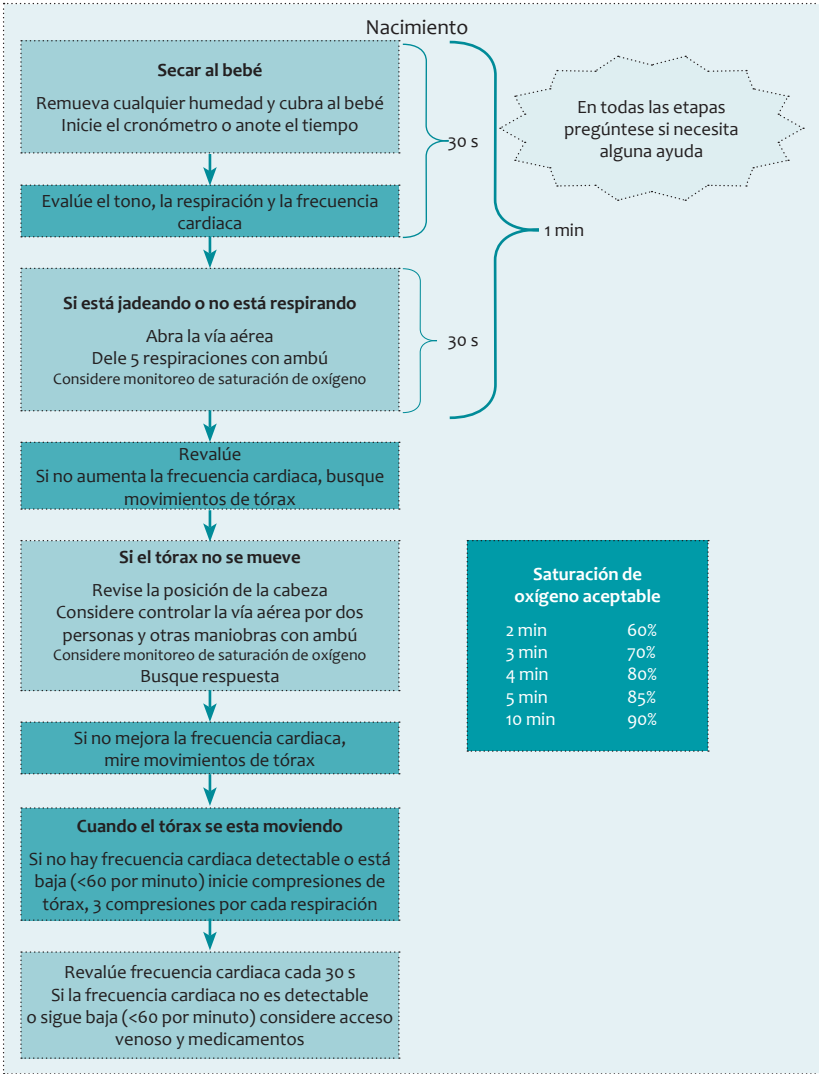 Nacimiento
Secar al bebé
Remueva cualquier humedad y cubra al bebé
Inicie el cronómetro o anote el tiempo
30 s
En todas las etapas
pregúntese si necesita
alguna ayuda
Evalúe el tono, la respiración y la frecuencia
cardiaca
1 min
Si está jadeando o no está respirando
Abra la vía aérea
Dele 5 respiraciones con ambú
Considere monitoreo de saturación de oxígeno
30 s
Revalúe
Si no aumenta la frecuencia cardiaca, busque
movimientos de tórax
Si el tórax no se mueve
Revise la posición de la cabeza
Considere controlar la vía aérea por dos
personas y otras maniobras con ambú
Considere monitoreo de saturación de oxígeno
Busque respuesta
Saturación de
oxígeno aceptable
2 min 60%
3 min 70%
4 min 80%
5 min 85%
10 min 90%
Si no mejora la frecuencia cardiaca,
mire movimientos de tórax
Cuando el tórax se esta moviendo
Si no hay frecuencia cardiaca detectable o está
baja (<60 por minuto) inicie compresiones de
tórax, 3 compresiones por cada respiración
Revalúe frecuencia cardiaca cada 30 s
Si la frecuencia cardiaca no es detectable
o sigue baja (<60 por minuto) considere acceso
venoso y medicamentos